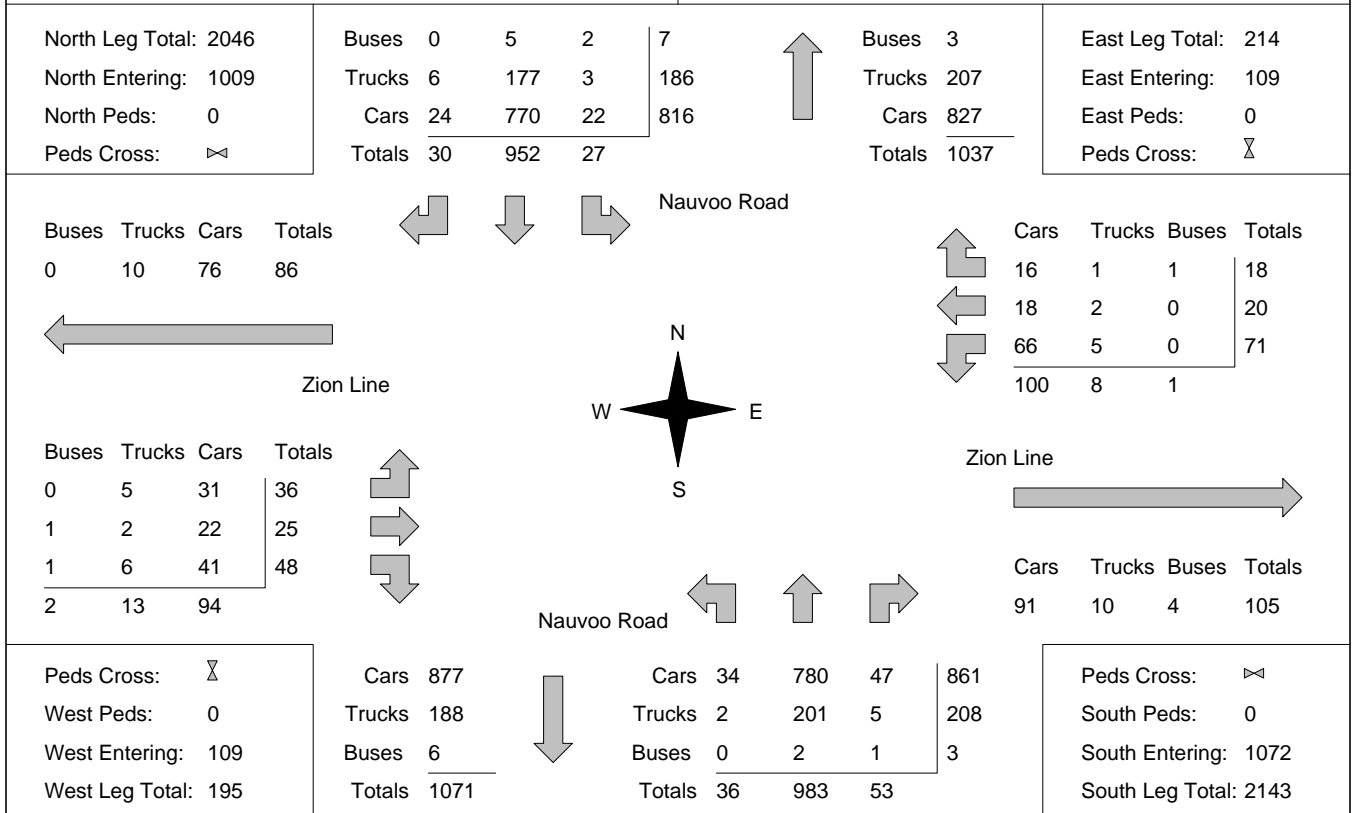 North Leg Total: 2046
North Entering: 1009
North Peds: 0
Peds Cross:
Buses 0 5 2 7
Trucks 6 177 3 186
Cars 24 770 22 816
Totals 30 952 27
Buses 3
Trucks 207
Cars 827
Totals 1037
East Leg Total: 214
East Entering: 109
East Peds: 0
Peds Cross:
Nauvoo Road
Buses Trucks Cars Totals
0 10 76 86
Cars Trucks Buses Totals
16 1 1 18
18 2 0 20
66 5 0 71
100 8 1
Zion Line
N
W E
S
Buses Trucks Cars Totals
0 5 31 36
1 2 22 25
1 6 41 48
2 13 94
Zion Line
Cars Trucks Buses Totals
91 10 4 105
Nauvoo Road
Peds Cross:
West Peds: 0
West Entering: 109
West Leg Total: 195
Cars 877
Trucks 188
Buses 6
Totals 1071
Cars 34 780 47 861
Trucks 2 201 5 208
Buses 0 2 1 3
Totals 36 983 53
Peds Cross:
South Peds: 0
South Entering: 1072
South Leg Total: 2143